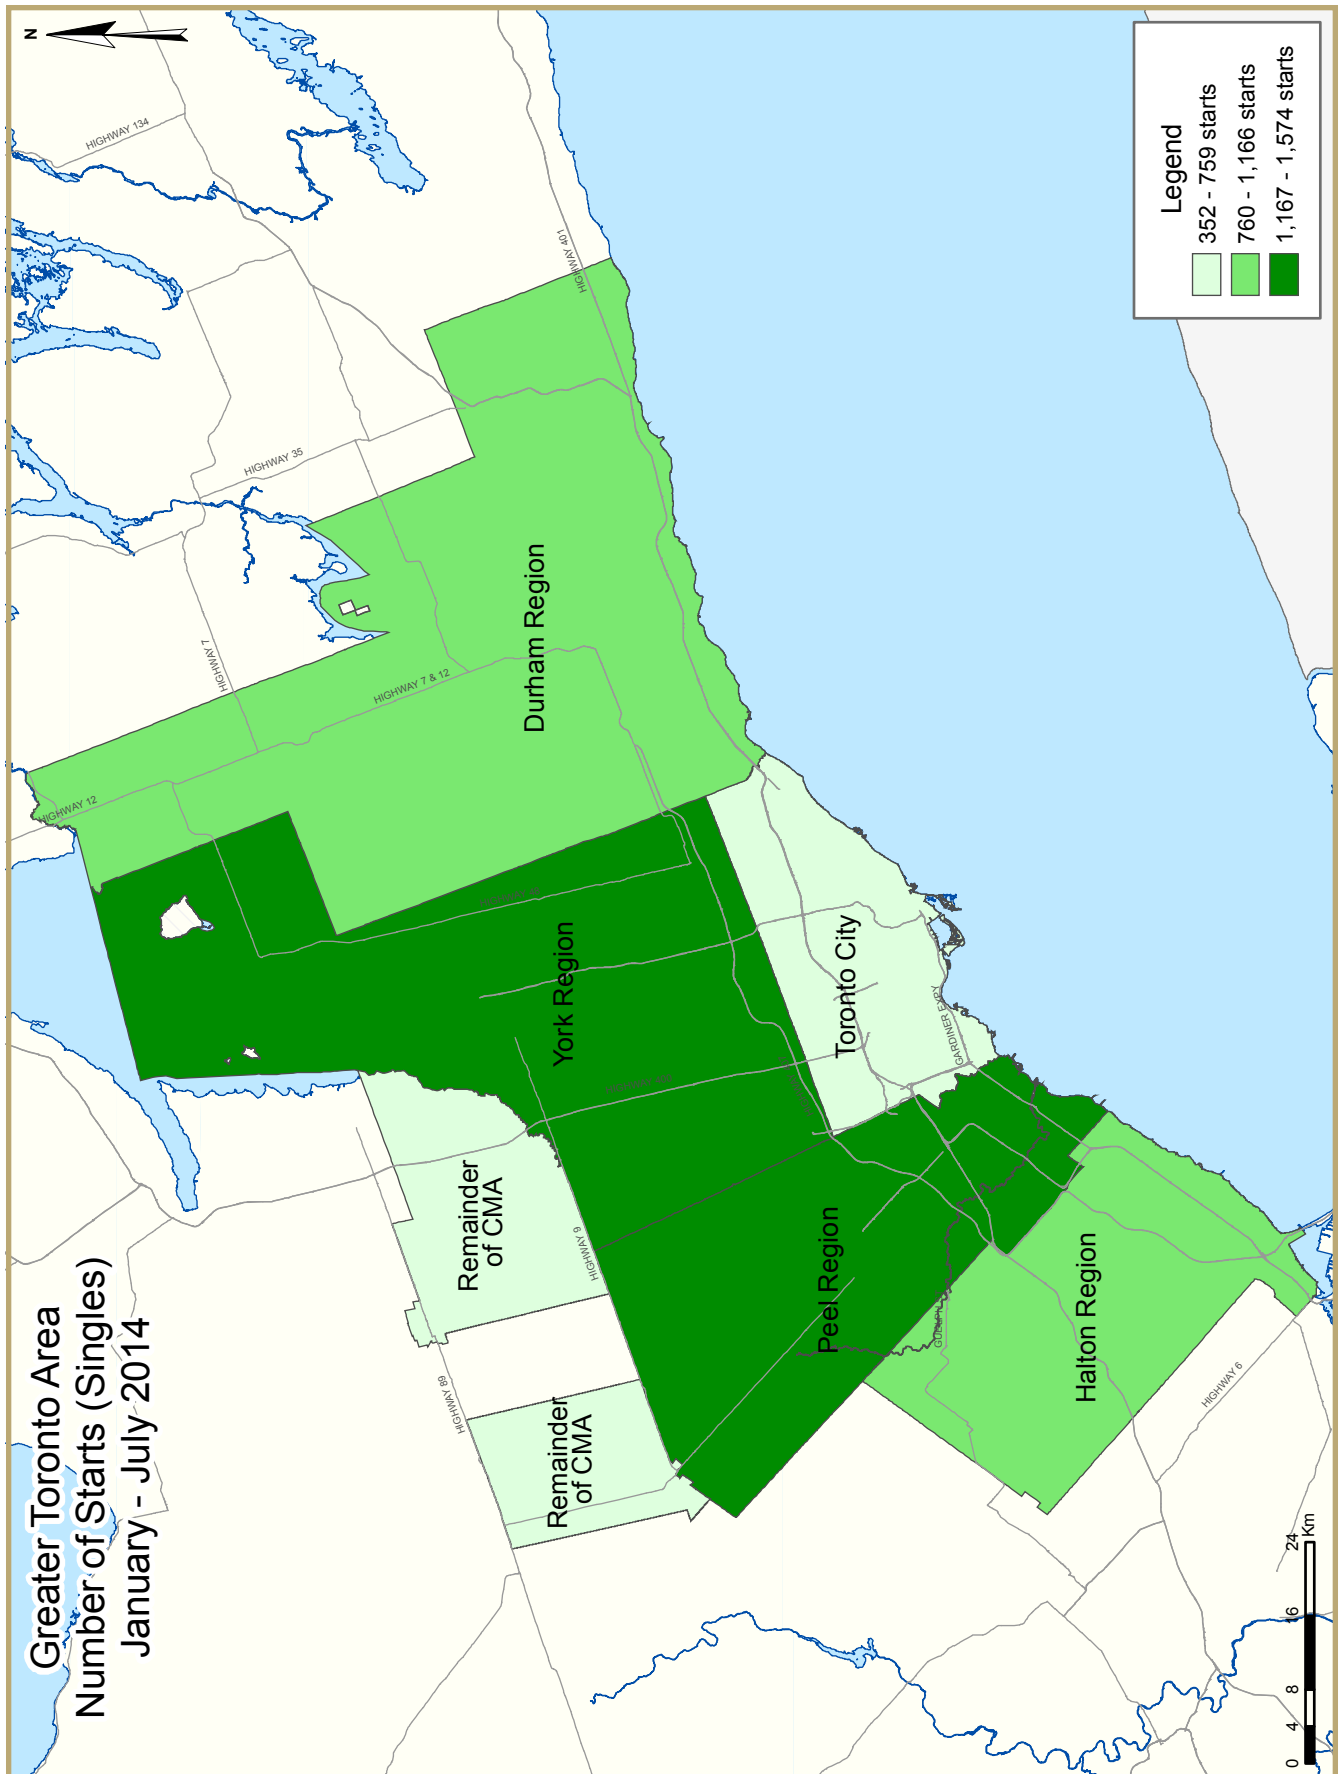 Greater Toronto Area
Number of Starts (Singles)
January - July 2014
N
HIGHWAY 134
HIGHWAY 35
HIGHWAY 7
HIGHWAY 12
HIGHWAY 7 & 12
HIGHWAY 401
Durham Region
York Region
Toronto City
GARDINER EXPY
Remainder
of CMA
HIGHWAY 9
HIGHWAY 89
Remainder
of CMA
Peel Region
Halton Region
HIGHWAY 6
Legend
352 - 759 starts
760 - 1,166 starts
1,167 - 1,574 starts
0 4 8 16 24
Km